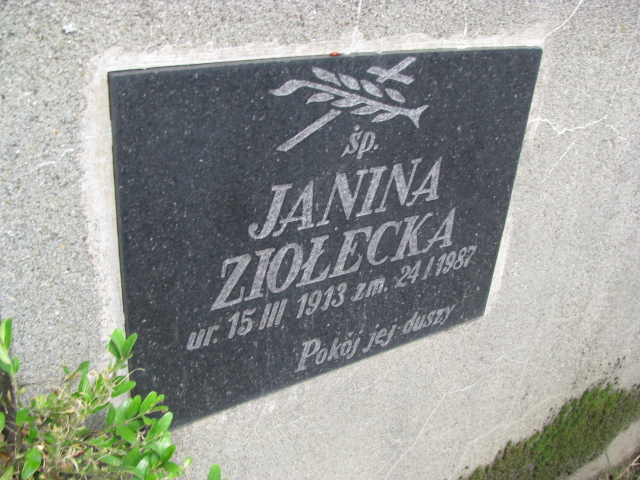 śp.
JANINA
ZIOŁECKA
ur. 15 III 1913 zm. 24 I 1987
Pokój jej duszy